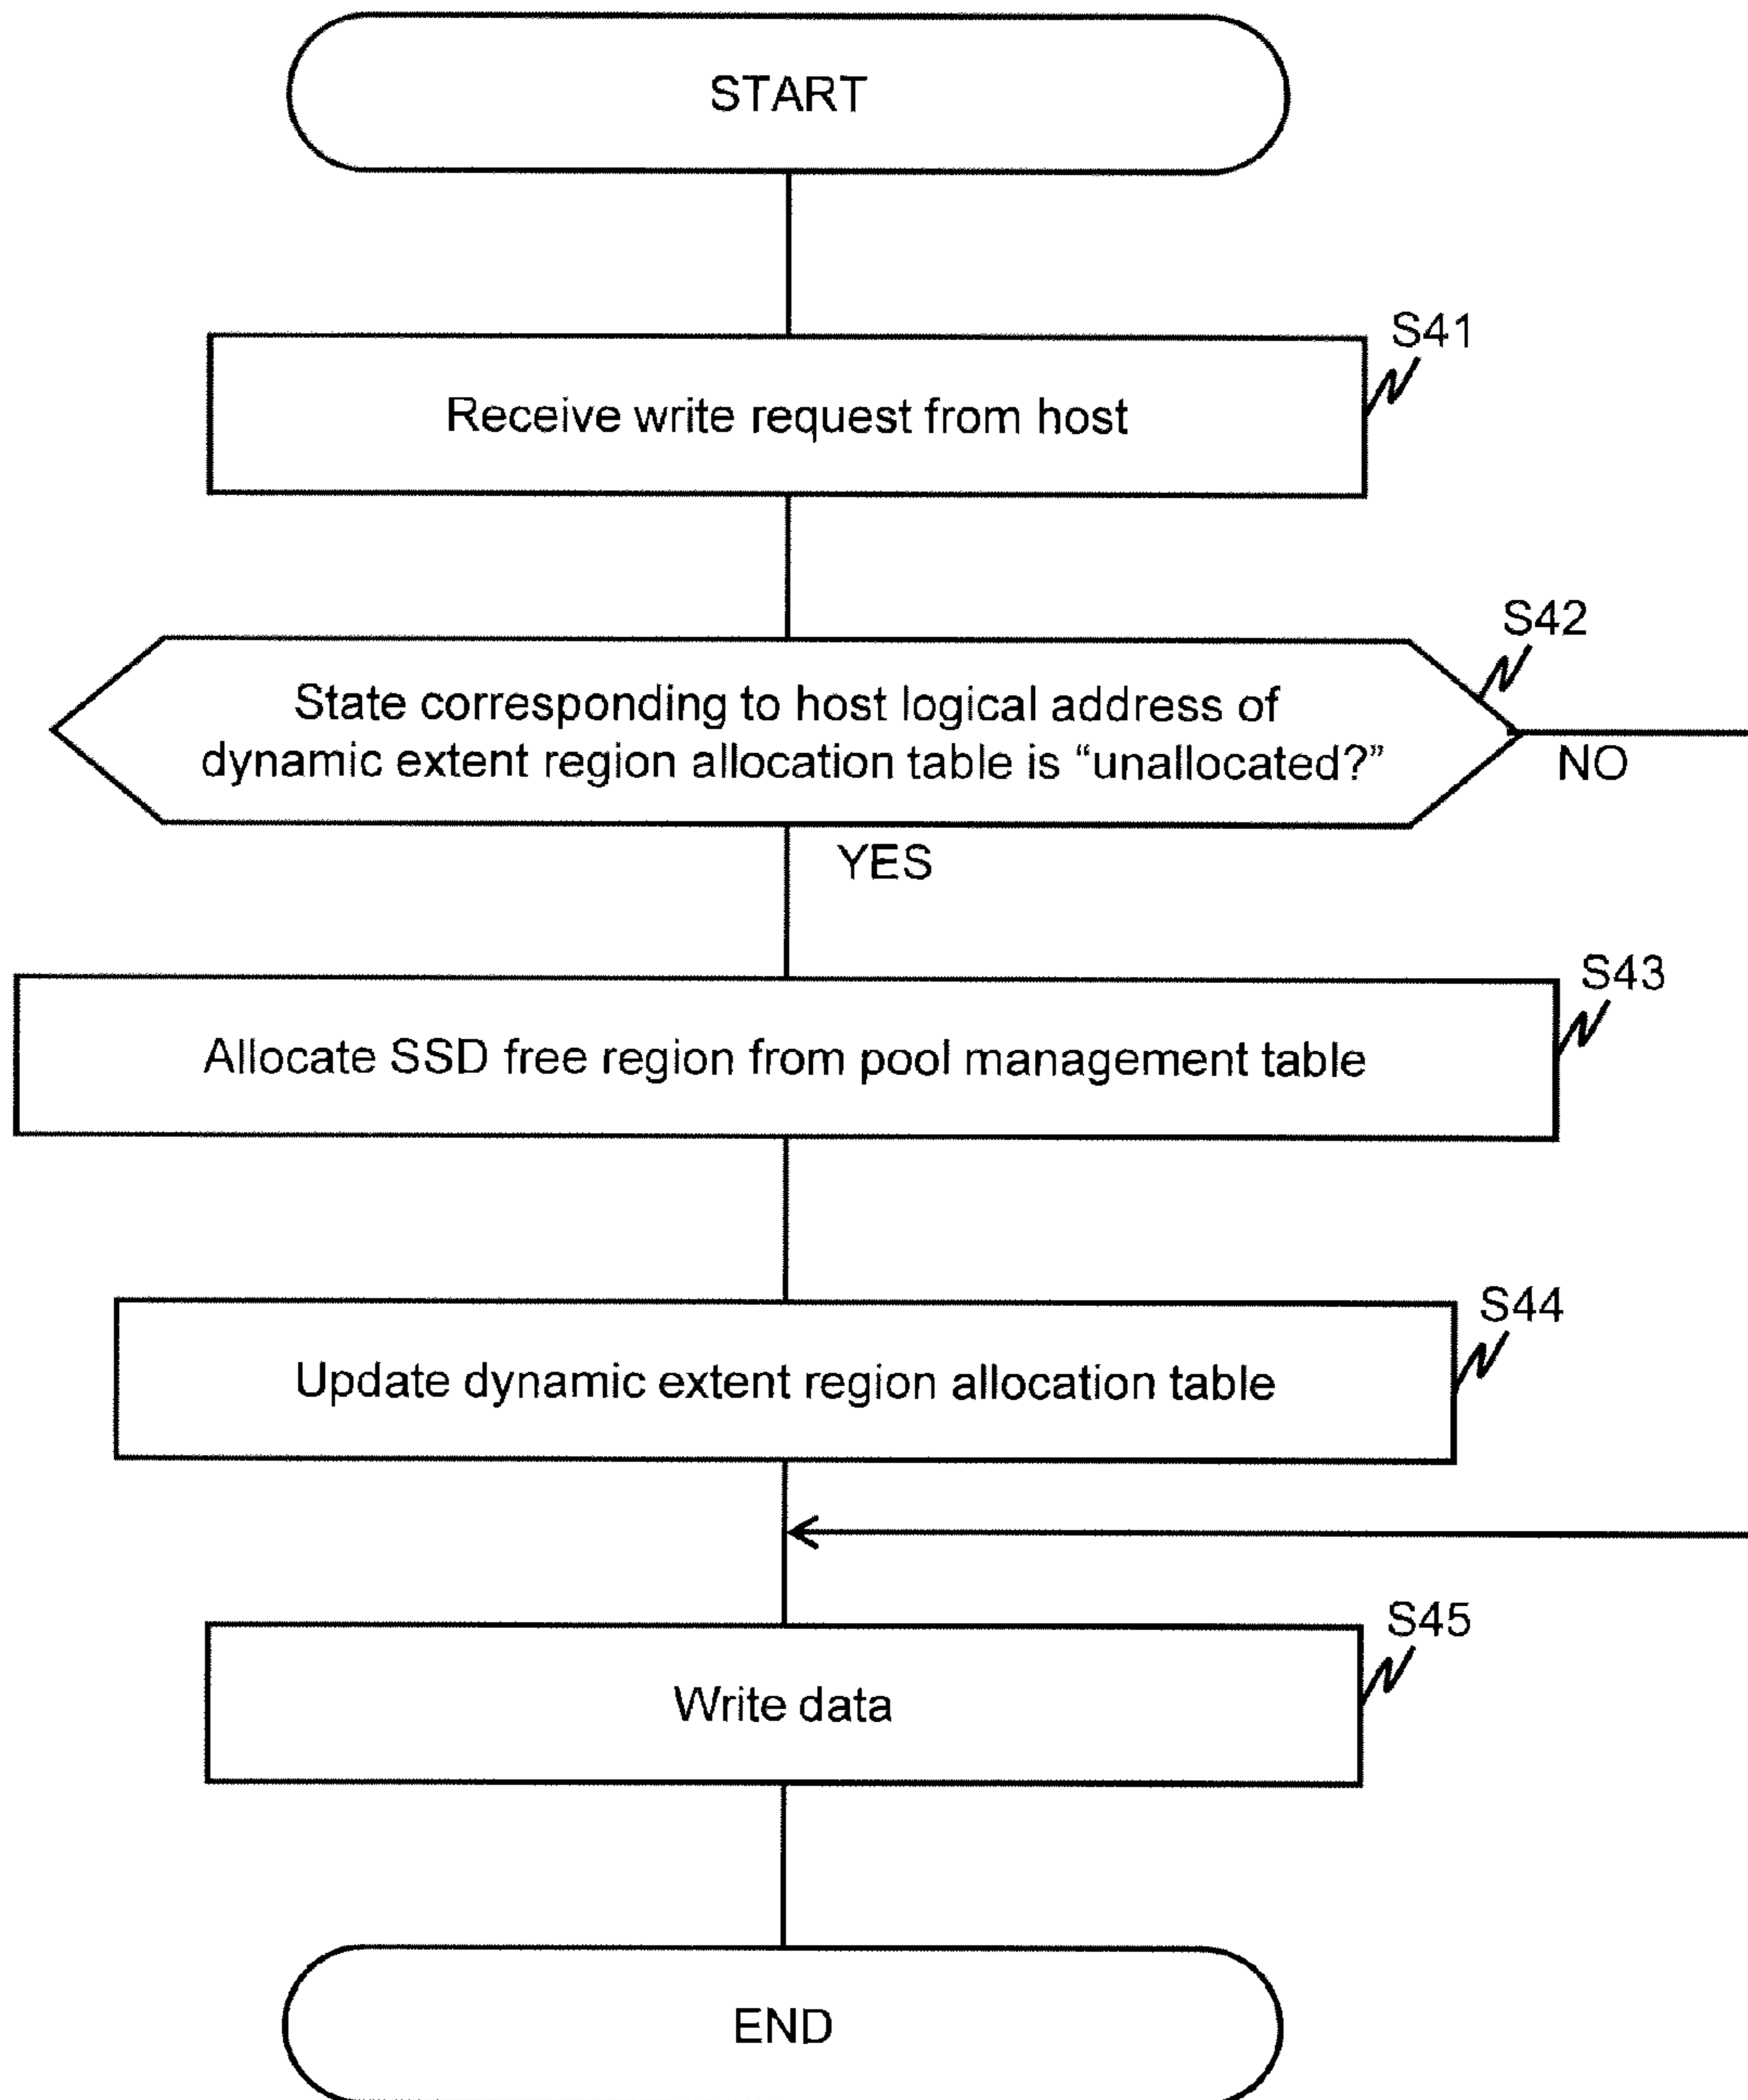 START
S41
Receive write request from host
S42
State corresponding to host logical address of
dynamic extent region allocation table is “unallocated?”
NO
YES
S43
Allocate SSD free region from pool management table
S44
Update dynamic extent region allocation table
S45
Write data
END